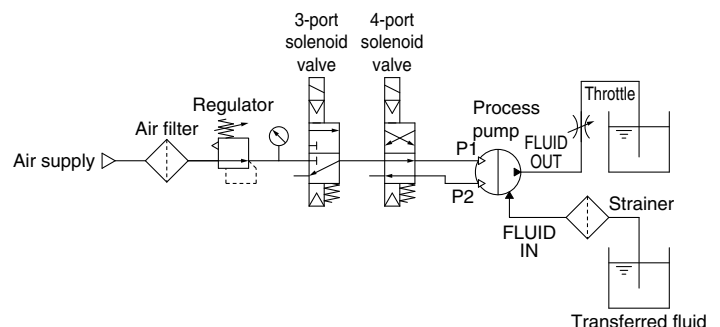 3-port
solenoid
valve
4-port
solenoid
valve
Regulator
Air filter
Air supply
Process
pump
P1
P2
FLUID
OUT
Throttle
FLUID
IN
Strainer
Transferred fluid